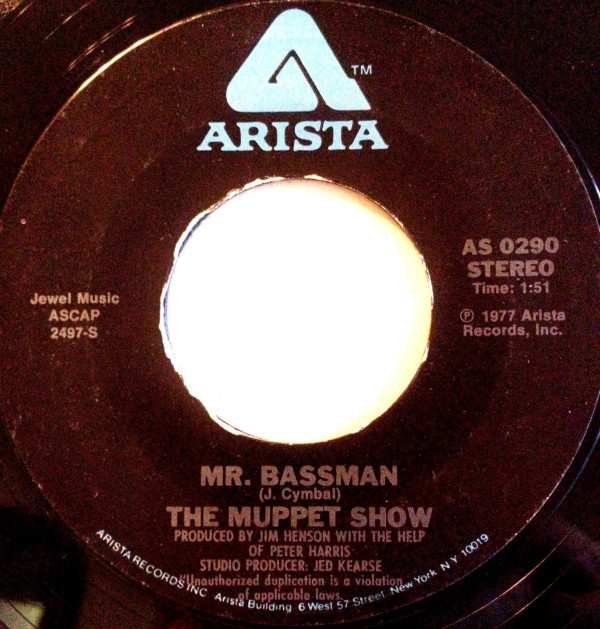 TM
ARISTA
AS 0290
STEREO
Time: 1:51
℗ 1977 Arista
Records, Inc.
Jewel Music
ASCAP
2497-S
MR. BASSMAN
(J. Cymbal)
THE MUPPET SHOW
PRODUCED BY JIM HENSON WITH THE HELP
OF PETER HARRIS
STUDIO PRODUCER: JED KEARSE
"Unauthorized duplication is a violation
of applicable laws.
ARISTA RECORDS INC Arista Building 6 West 57 Street New York N Y 10019